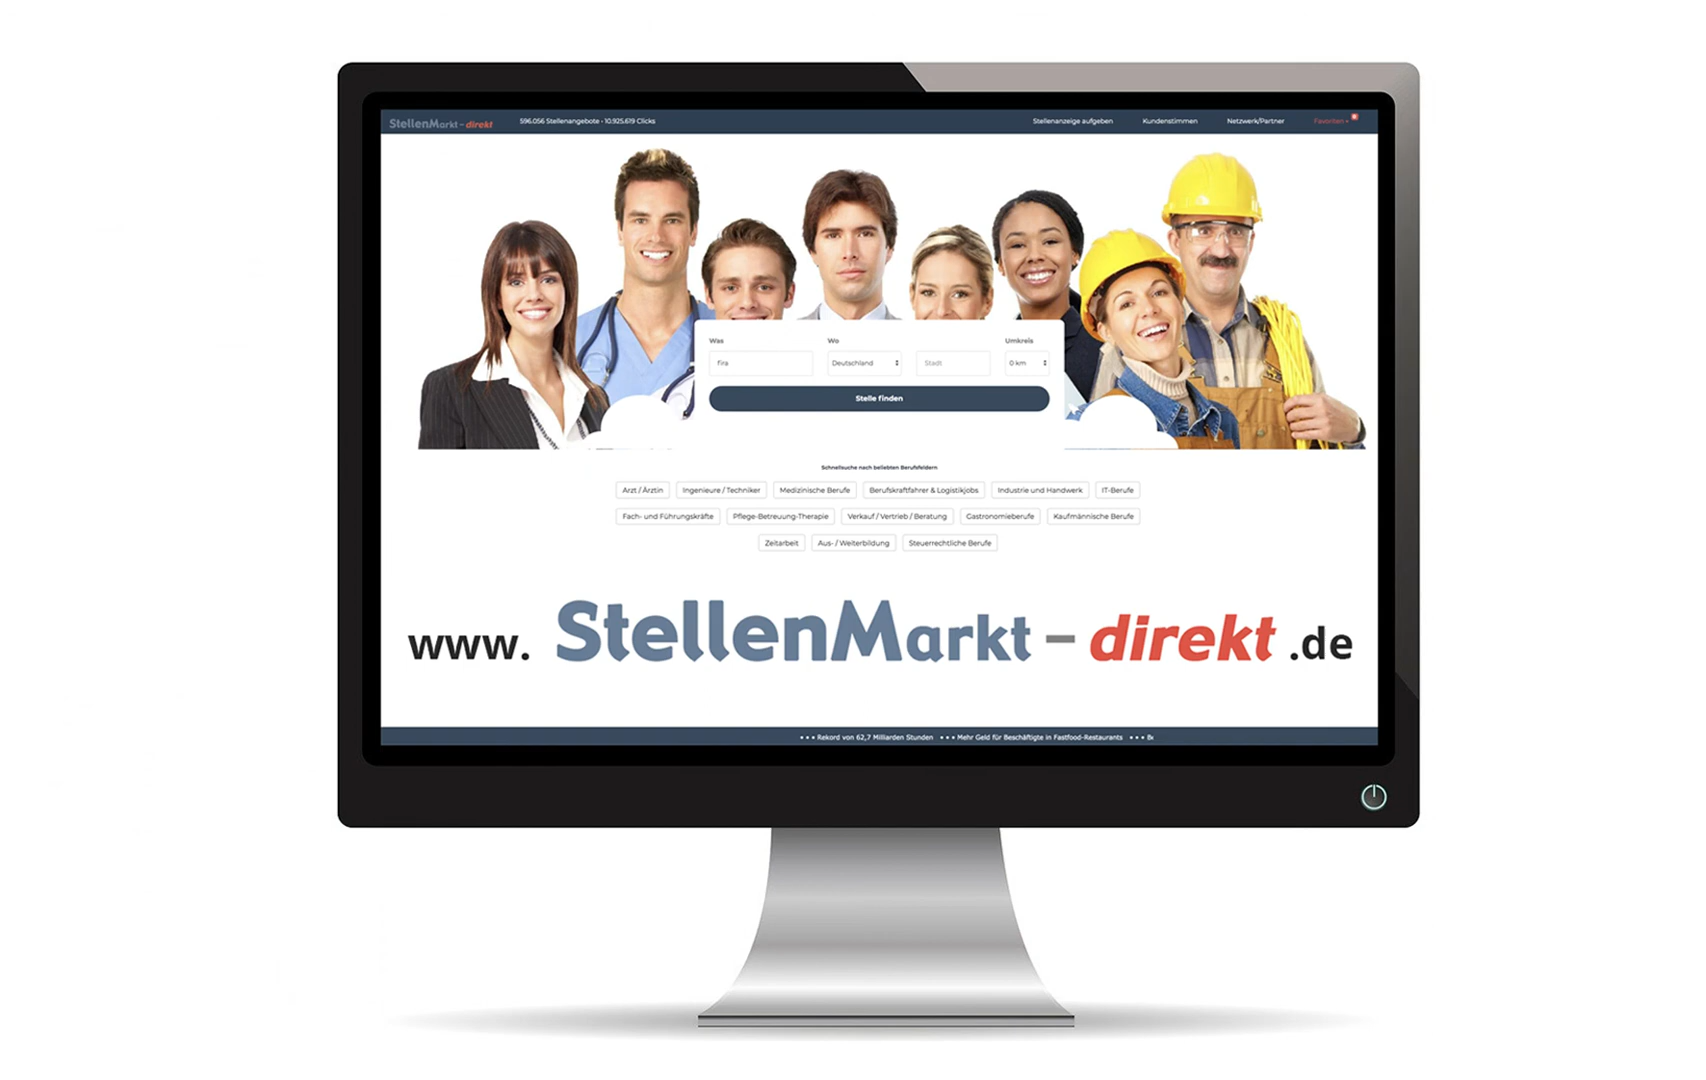 StellenMarkt - direkt 596.056 Stellenangebote - 10.925.619 Clicks Stellenanzeige aufgeben Kundenstimmen Netzwerk/Partner Favoriten
Was Wo Umkreis
fira Deutschland Stadt 0 km
Stelle finden
Schnellsuche nach beliebten Berufsfeldern
Arzt / Ärztin Ingenieure / Techniker Medizinische Berufe Berufskraftfahrer & Logistikjobs Industrie und Handwerk IT-Berufe
Fach- und Führungskräfte Pflege-Betreuung-Therapie Verkauf / Vertrieb / Beratung Gastronomieberufe Kaufmännische Berufe
Zeitarbeit Aus- / Weiterbildung Steuerrechtliche Berufe
www. StellenMarkt - direkt .de
• • • Rekord von 62,7 Milliarden Stunden • • • Mehr Geld für Beschäftigte in Fastfood-Restaurants • • •